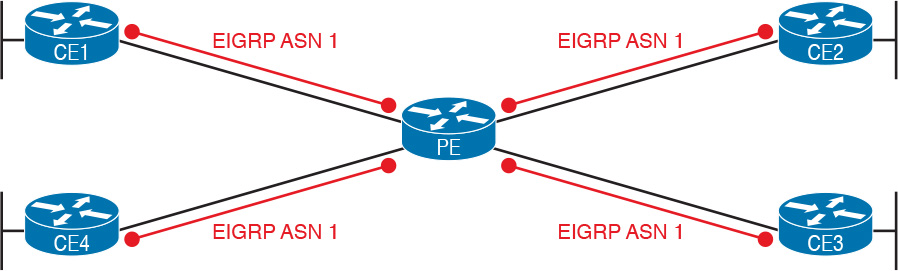 EIGRP ASN 1
EIGRP ASN 1
CE1
CE2
PE
EIGRP ASN 1
EIGRP ASN 1
CE4
CE3